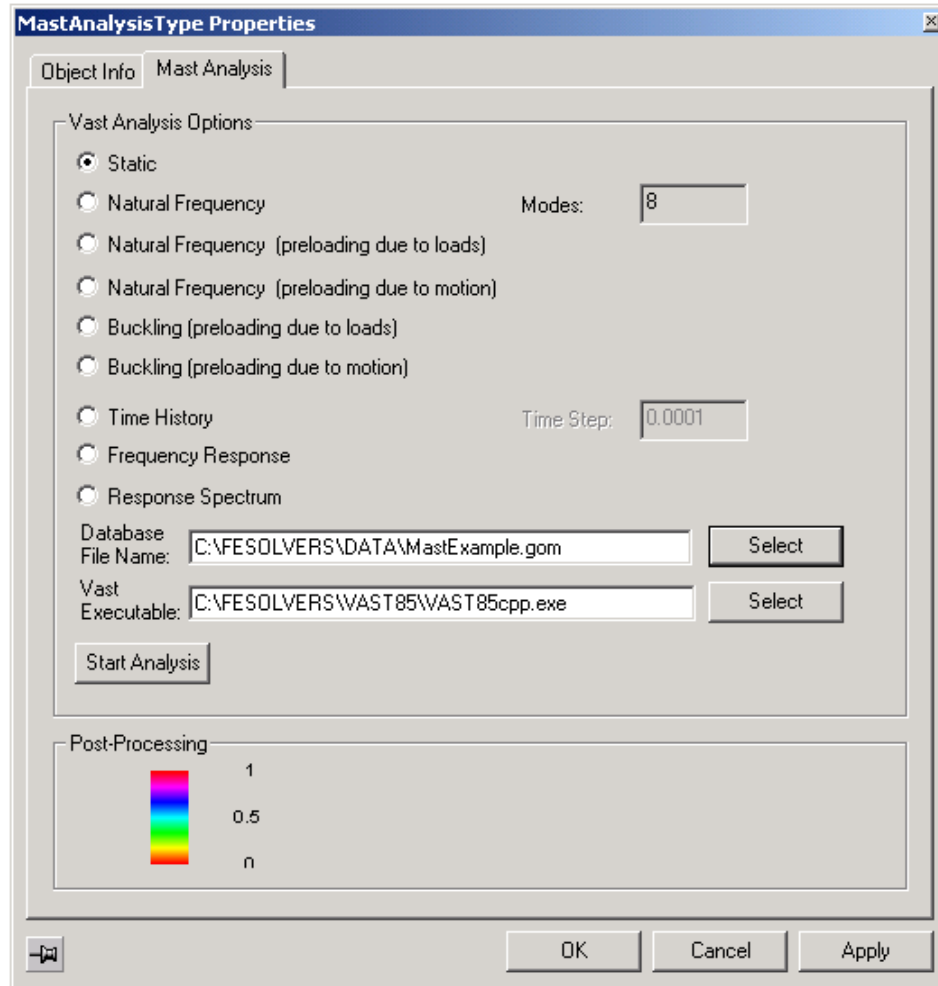 MastAnalysisType Properties
Object Info Mast Analysis
Vast Analysis Options
Static
Natural Frequency Modes: 8
Natural Frequency (preloading due to loads)
Natural Frequency (preloading due to motion)
Buckling (preloading due to loads)
Buckling (preloading due to motion)
Time History Time Step: 0.0001
Frequency Response
Response Spectrum
Database
File Name: C:\FESOLVERS\DATA\MastExample.gom Select
Vast
Executable: C:\FESOLVERS\VAST85\VAST85cpp.exe Select
Start Analysis
Post-Processing
1
0.5
0
OK Cancel Apply